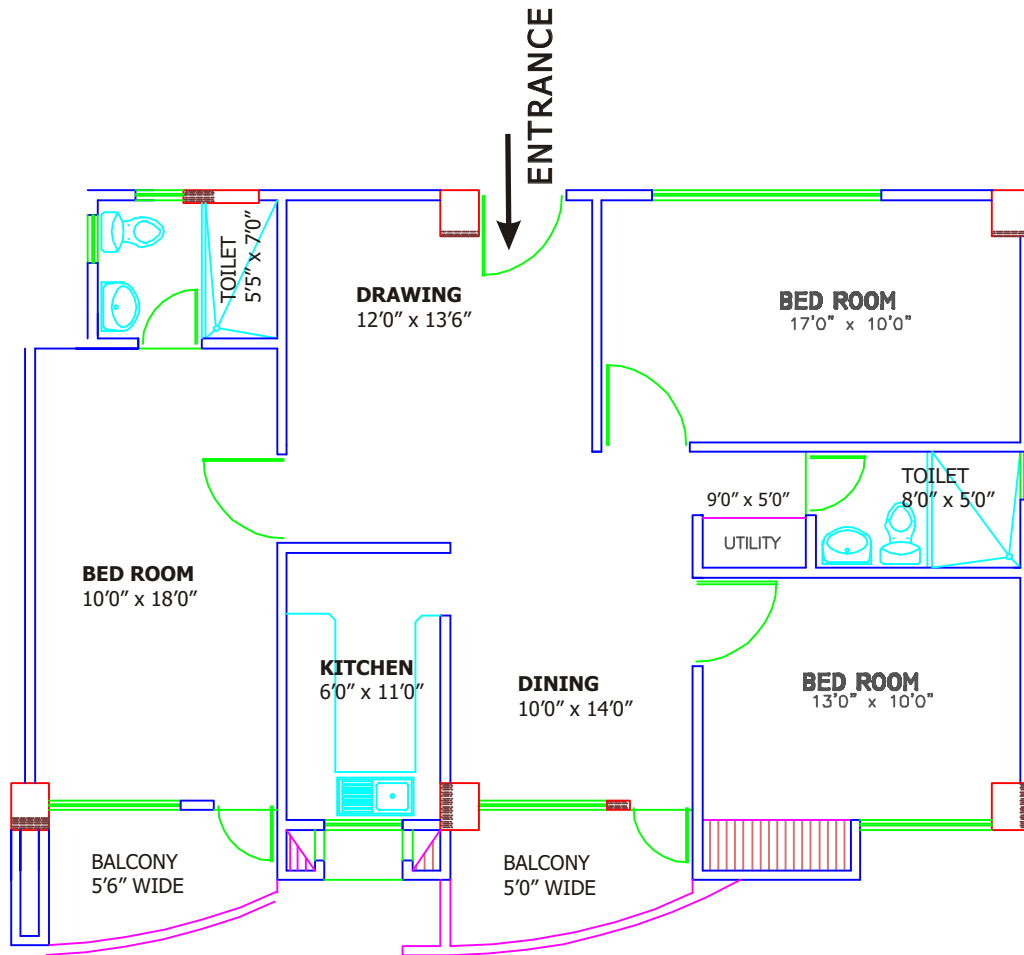 ENTRANCE
TOILET
5'5" x 7'0"
DRAWING
12'0" x 13'6"
BED ROOM
17'0" x 10'0"
TOILET
8'0" x 5'0"
9'0" x 5'0"
UTILITY
BED ROOM
10'0" x 18'0"
KITCHEN
6'0" x 11'0"
DINING
10'0" x 14'0"
BED ROOM
13'0" x 10'0"
BALCONY
5'6" WIDE
BALCONY
5'0" WIDE